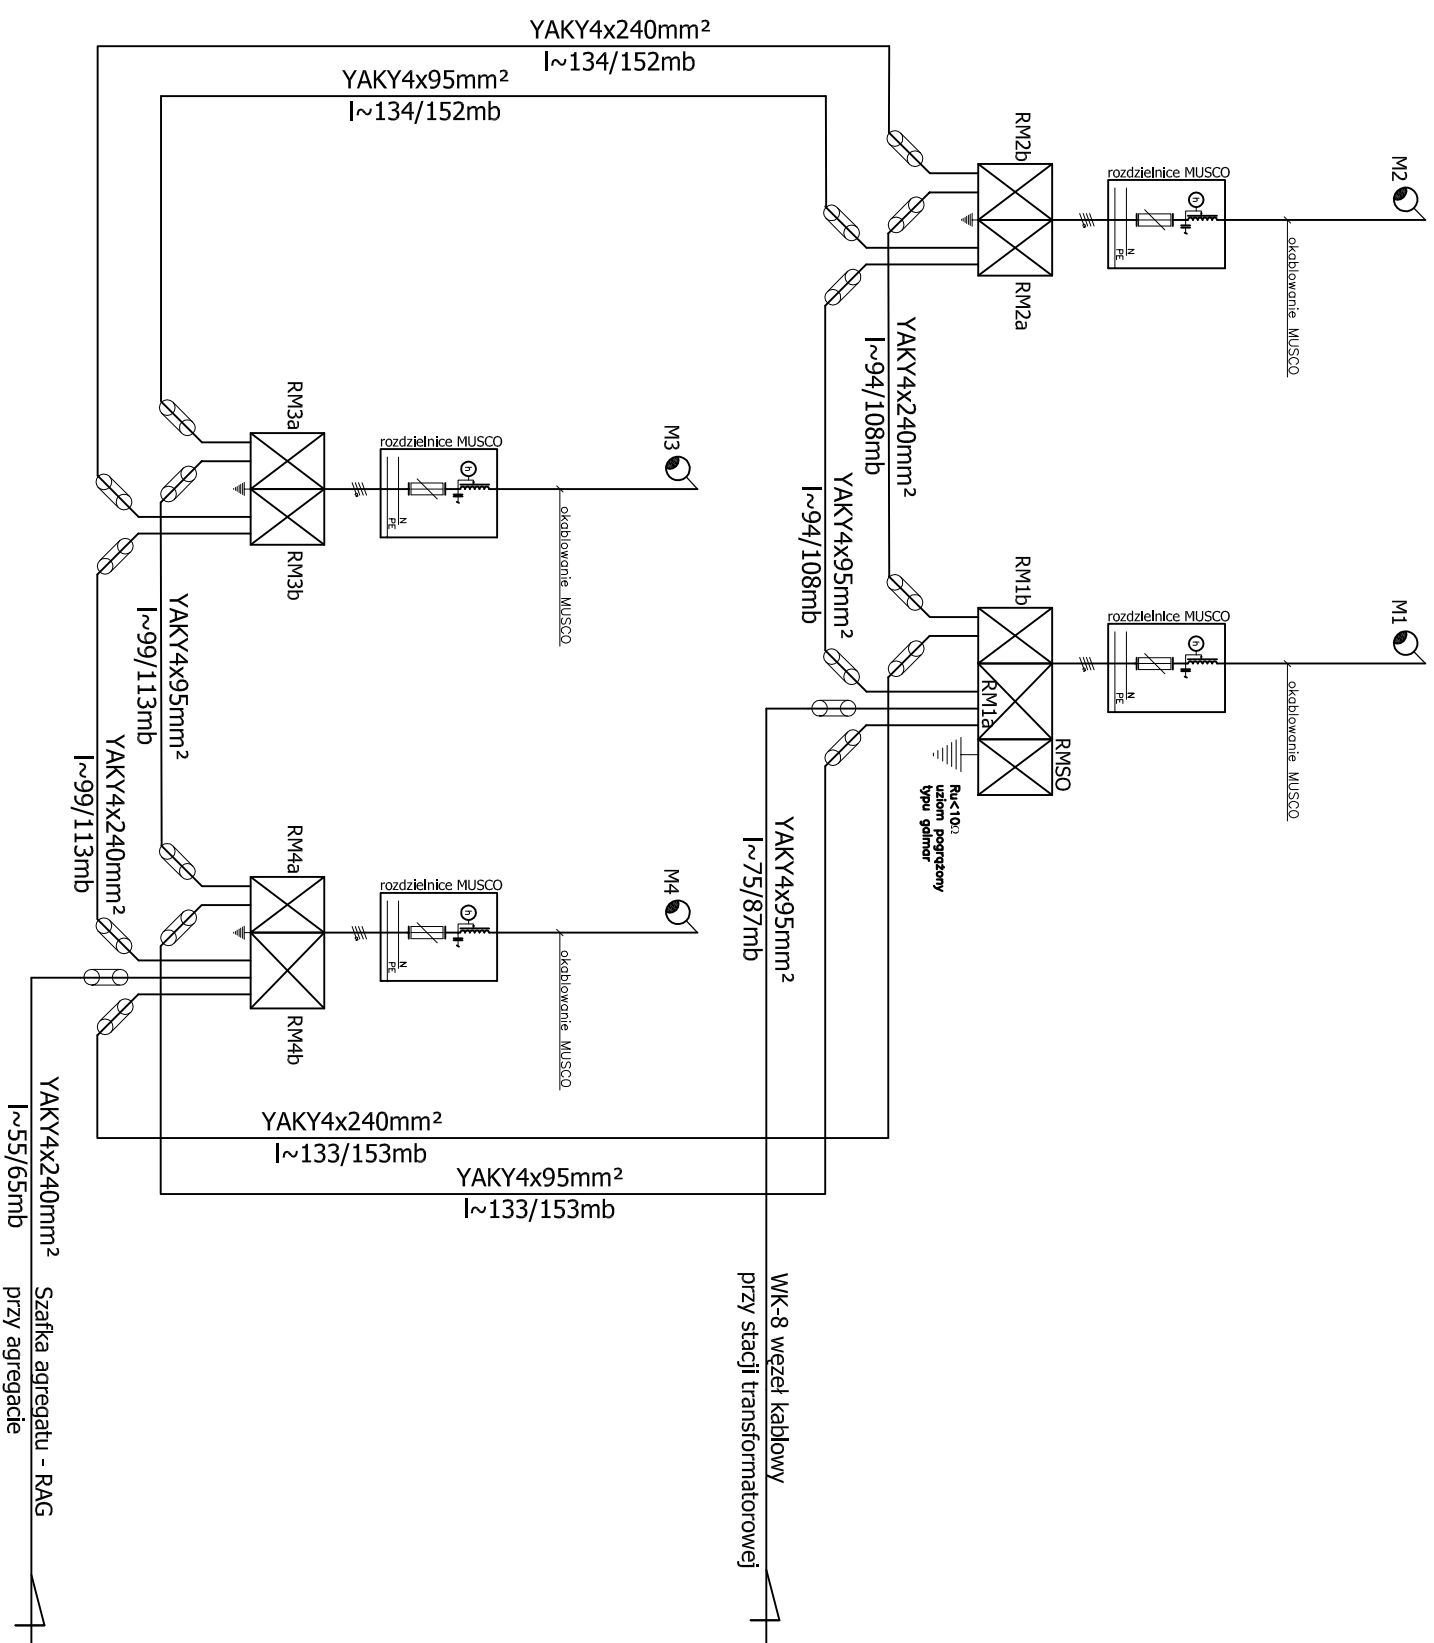 YAKY4x240mm²
l~134/152mb
YAKY4x95mm²
l~134/152mb
M2
okablowanie MUSCO
rozdzielnice MUSCO
h
N
PE
RM2b
RM2a
YAKY4x240mm²
l~94/108mb
YAKY4x95mm²
l~94/108mb
M1
okablowanie MUSCO
rozdzielnice MUSCO
h
N
PE
RM1b
RM1a
RMSO
Ru<10Ω
uziom pogrążony
typu galmar
M3
okablowanie MUSCO
rozdzielnice MUSCO
h
N
PE
RM3a
RM3b
YAKY4x95mm²
l~99/113mb
YAKY4x240mm²
l~99/113mb
M4
okablowanie MUSCO
rozdzielnice MUSCO
h
N
PE
RM4a
RM4b
YAKY4x95mm²
l~75/87mb
WK-8 węzeł kablowy
przy stacji transformatorowej
YAKY4x240mm²
l~133/153mb
YAKY4x95mm²
l~133/153mb
YAKY4x240mm²
l~55/65mb
Szafka agregatu - RAG
przy agregacie